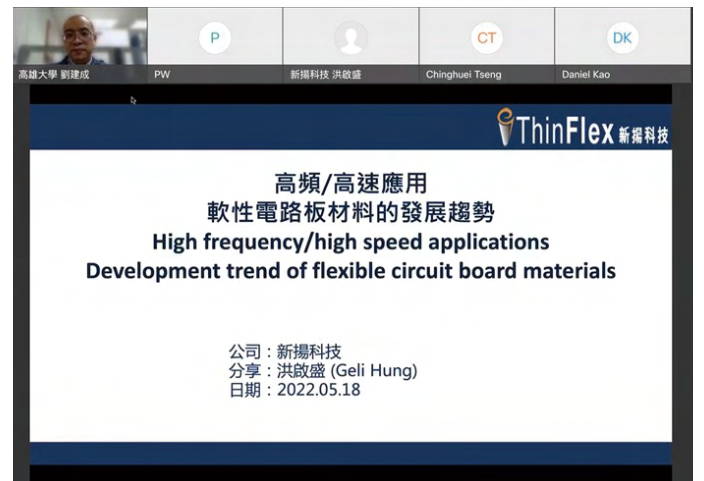 P
CT
DK
高雄大學 劉建成
PW
新揚科技 洪啟盛
Chinghuei Tseng
Daniel Kao
ThinFlex 新揚科技
高頻/高速應用
軟性電路板材料的發展趨勢
High frequency/high speed applications
Development trend of flexible circuit board materials
公司：新揚科技
分享：洪啟盛 (Geli Hung)
日期：2022.05.18